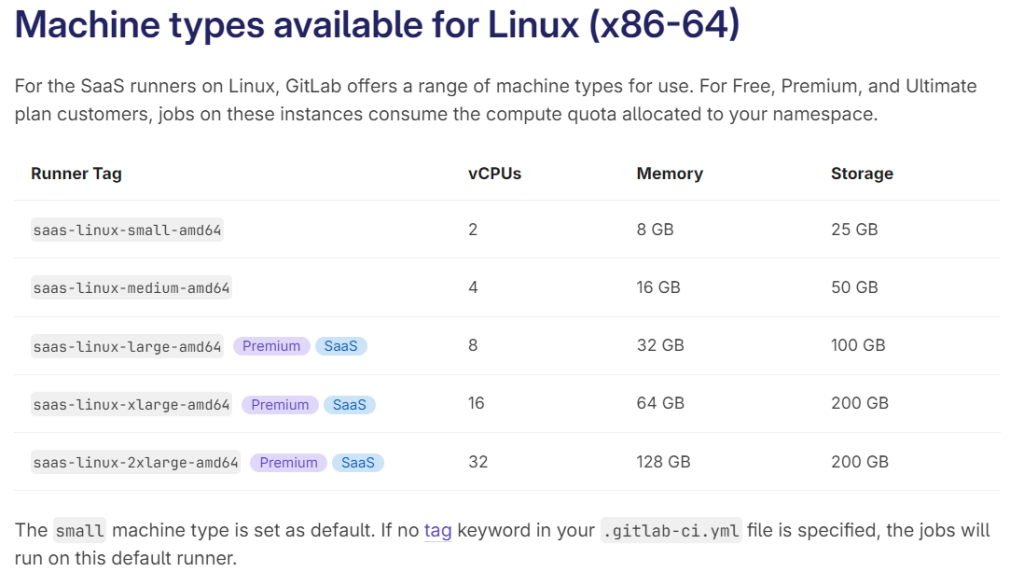 Machine types available for Linux (x86-64)
For the SaaS runners on Linux, GitLab offers a range of machine types for use. For Free, Premium, and Ultimate
plan customers, jobs on these instances consume the compute quota allocated to your namespace.
Runner Tag vCPUs Memory Storage
saas-linux-small-amd64 2 8 GB 25 GB
saas-linux-medium-amd64 4 16 GB 50 GB
saas-linux-large-amd64 Premium SaaS 8 32 GB 100 GB
saas-linux-xlarge-amd64 Premium SaaS 16 64 GB 200 GB
saas-linux-2xlarge-amd64 Premium SaaS 32 128 GB 200 GB
The small machine type is set as default. If no tag keyword in your .gitlab-ci.yml file is specified, the jobs will
run on this default runner.